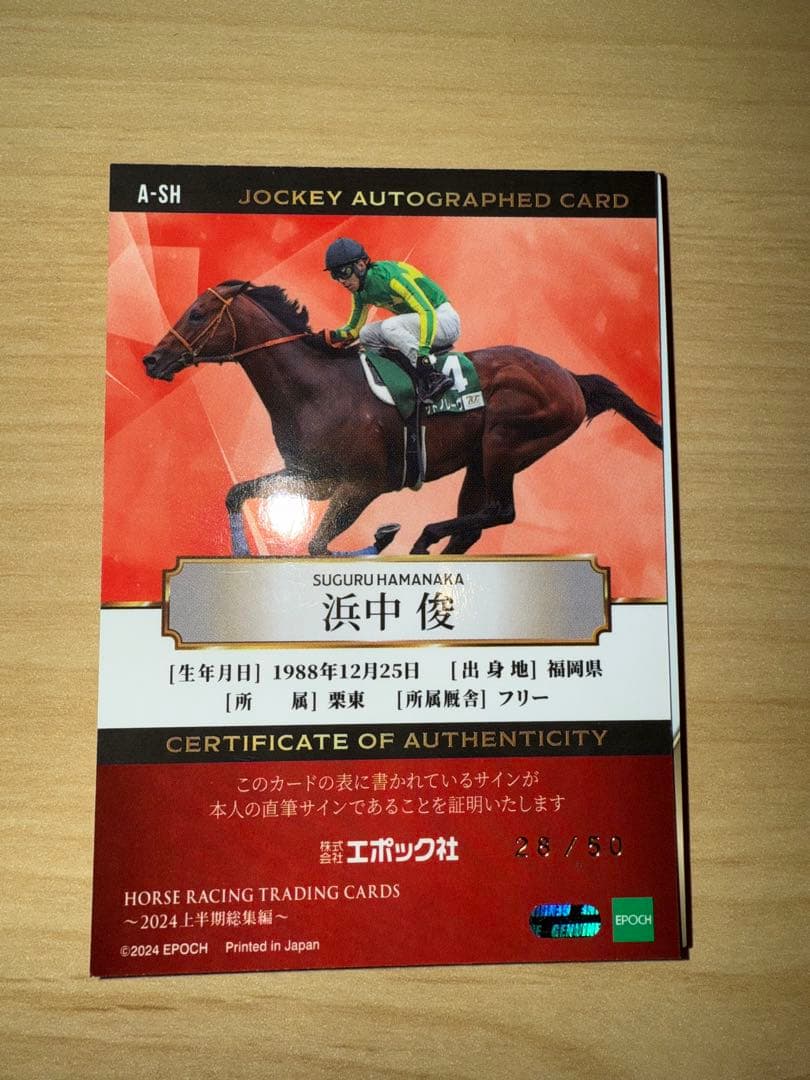 A-SH JOCKEY AUTOGRAPHED CARD
4
SUGURU HAMANAKA
浜中 俊
[生年月日] 1988年12月25日 [出身地] 福岡県
[所 属] 栗東 [所属厩舎] フリー
CERTIFICATE OF AUTHENTICITY
このカードの表に書かれているサインが
本人の直筆サインであることを証明いたします
株式会社 エポック社 28/50
HORSE RACING TRADING CARDS
～2024上半期総集編～
©2024 EPOCH Printed in Japan
GENUINE
EPOCH